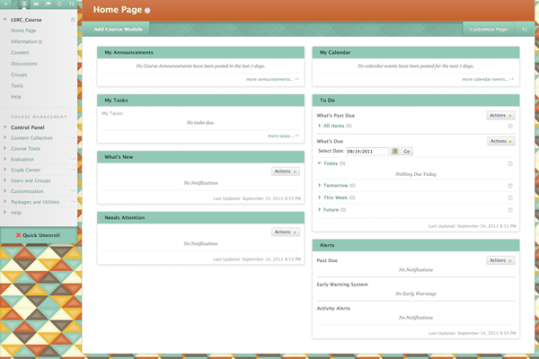 LSRC_Course
Home Page
Information
Content
Discussions
Groups
Tools
Help
COURSE MANAGEMENT
Control Panel
Content Collection
Course Tools
Evaluation
Grade Center
Users and Groups
Customization
Packages and Utilities
Help
Quick Unenroll
Home Page
Add Course Module
Customize Page
My Announcements
No Course Announcements have been posted in the last 7 days.
more announcements...
My Tasks
My Tasks:
No tasks due.
more tasks...
What's New
Actions
No Notifications
Last Updated: September 14, 2013 8:53 PM
Needs Attention
Actions
No Notifications
Last Updated: September 14, 2013 8:53 PM
My Calendar
No calendar events have been posted for the next 7 days.
more calendar events...
To Do
What's Past Due
Actions
All Items (0)
What's Due
Actions
Select Date: 09/14/2013 Go
Today (0)
Nothing Due Today
Tomorrow (0)
This Week (0)
Future (0)
Last Updated: September 14, 2013 8:53 PM
Alerts
Past Due
Actions
No Notifications
Early Warning System
No Early Warnings
Activity Alerts
No Notifications
Last Updated: September 14, 2013 8:53 PM